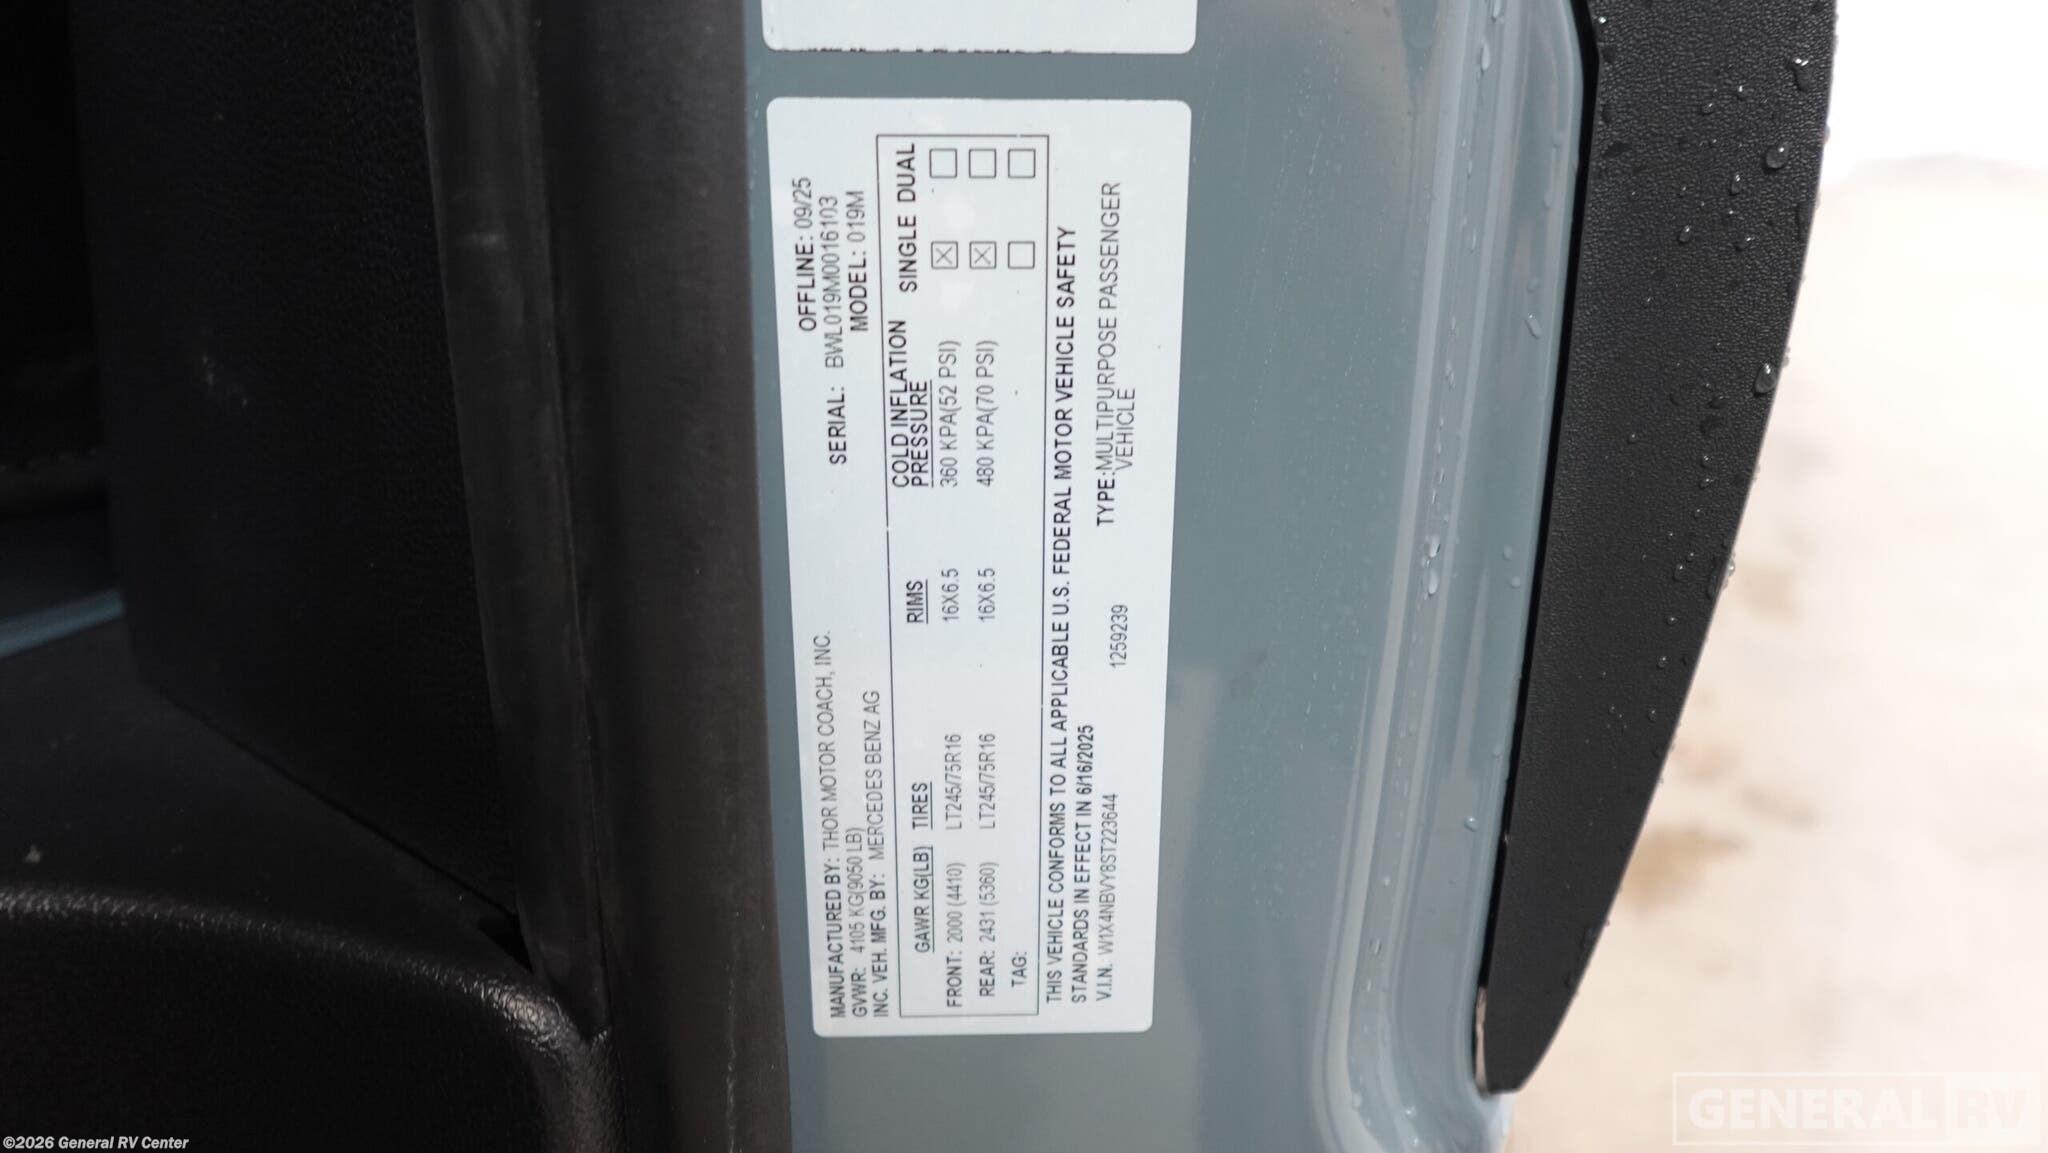 OFFLINE: 09/25
MANUFACTURED BY: THOR MOTOR COACH, INC.
SERIAL: BWL019M0016103
GVWR: 4105 KG(9050 LB)
MODEL: 019M
INC. VEH. MFG. BY: MERCEDES BENZ AG
GAWR KG(LB) TIRES RIMS COLD INFLATION PRESSURE SINGLE DUAL
FRONT: 2000 (4410) LT245/75R16 16X6.5 360 KPA(52 PSI)
REAR: 2431 (5360) LT245/75R16 16X6.5 480 KPA(70 PSI)
TAG: -
THIS VEHICLE CONFORMS TO ALL APPLICABLE U.S. FEDERAL MOTOR VEHICLE SAFETY
STANDARDS IN EFFECT IN 6/16/2025
V.I.N. W1X4NBVY8ST223644 1259239 TYPE:MULTIPURPOSE PASSENGER
VEHICLE
GENERAL RV
©2026 General RV Center